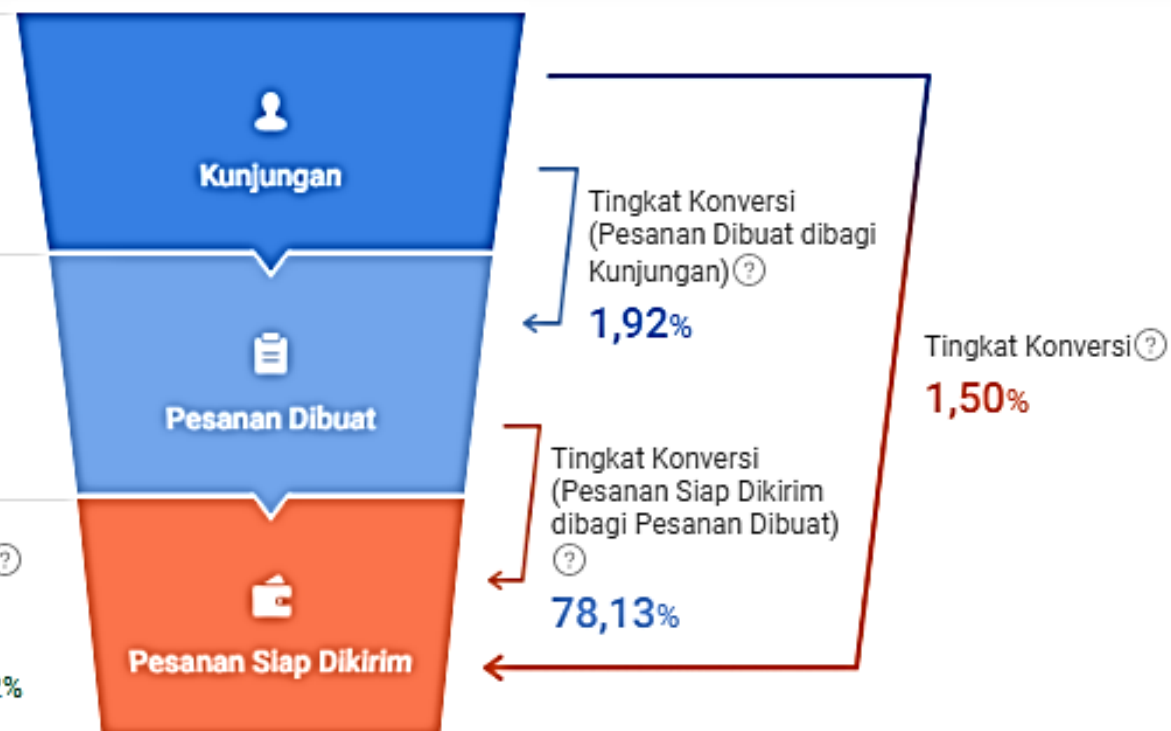 Kunjungan
Tingkat Konversi
(Pesanan Dibuat dibagi
Kunjungan) ?
1,92%
Tingkat Konversi ?
1,50%
Pesanan Dibuat
Tingkat Konversi
(Pesanan Siap Dikirim
dibagi Pesanan Dibuat)
?
?
78,13%
Pesanan Siap Dikirim
%